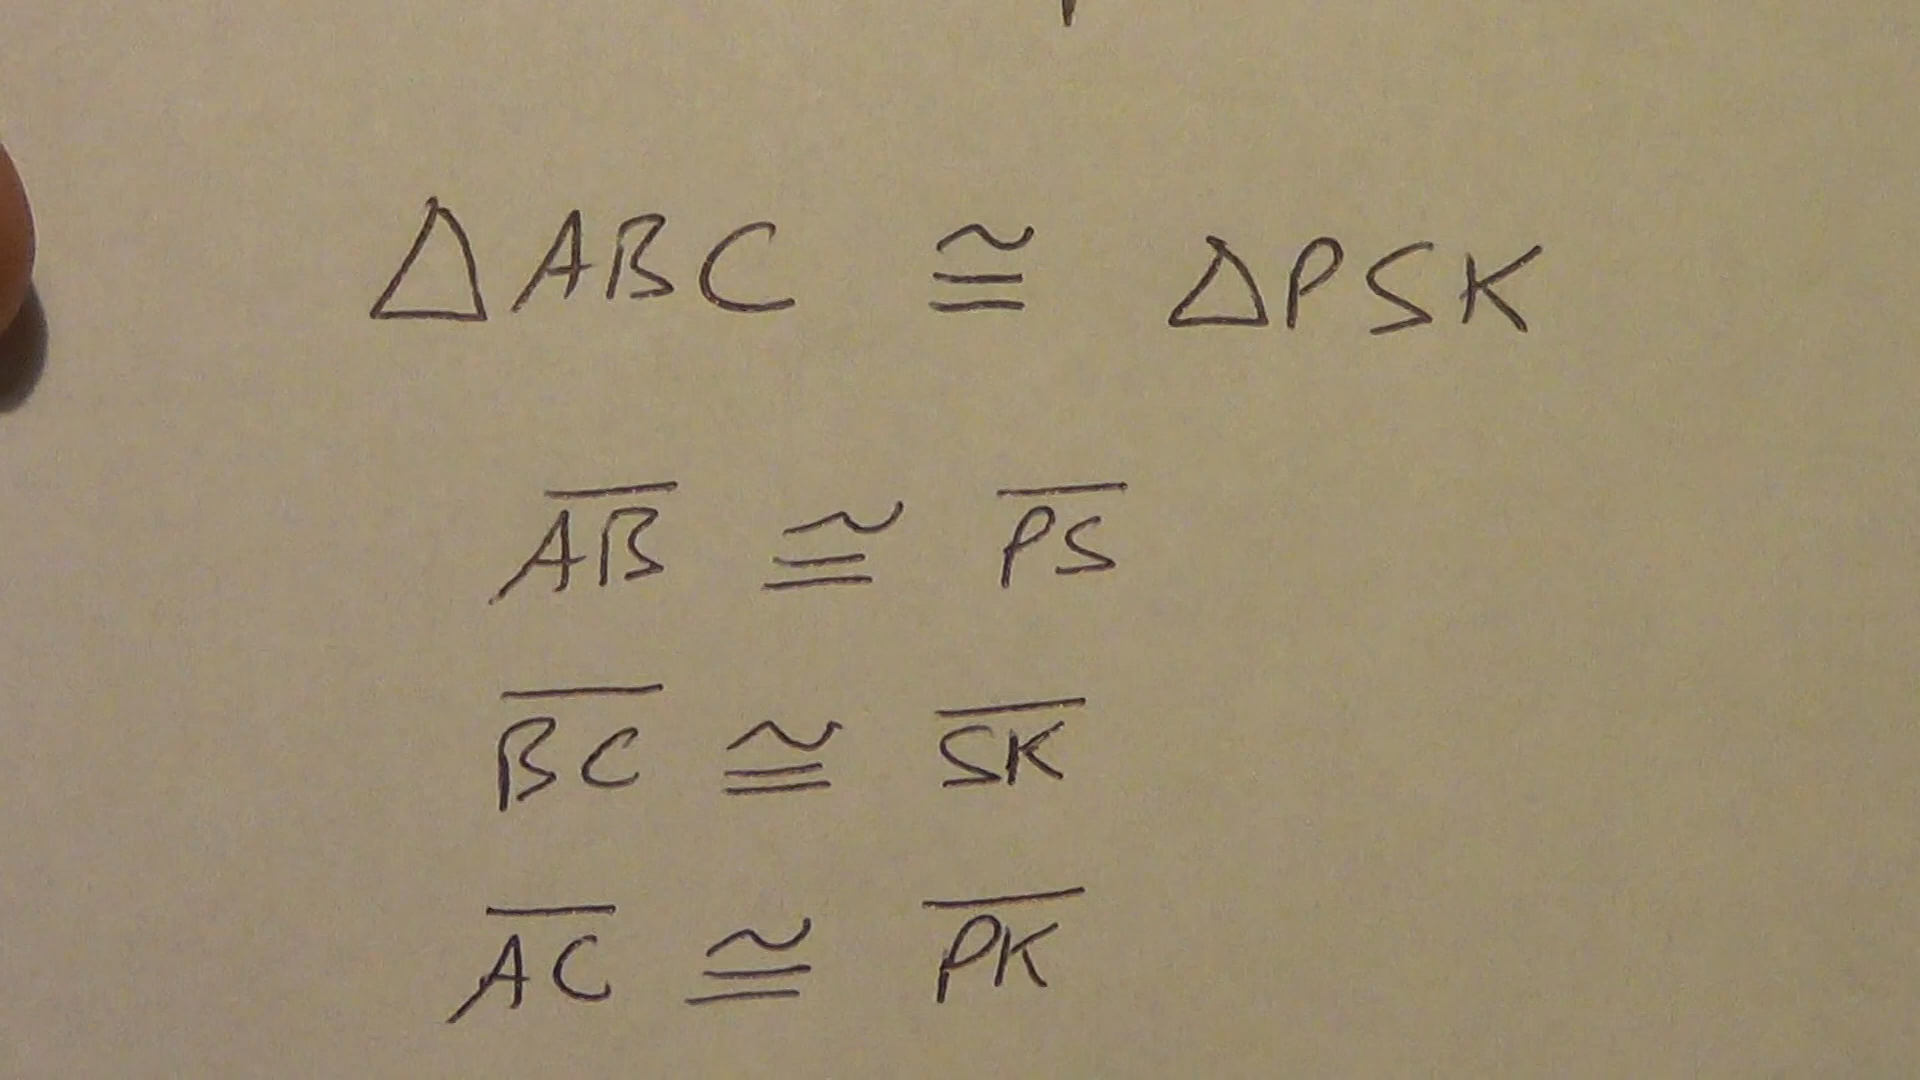 △ABC ≅ △PSK
A̅B̅ ≅ P̅S̅
B̅C̅ ≅ S̅K̅
A̅C̅ ≅ P̅K̅